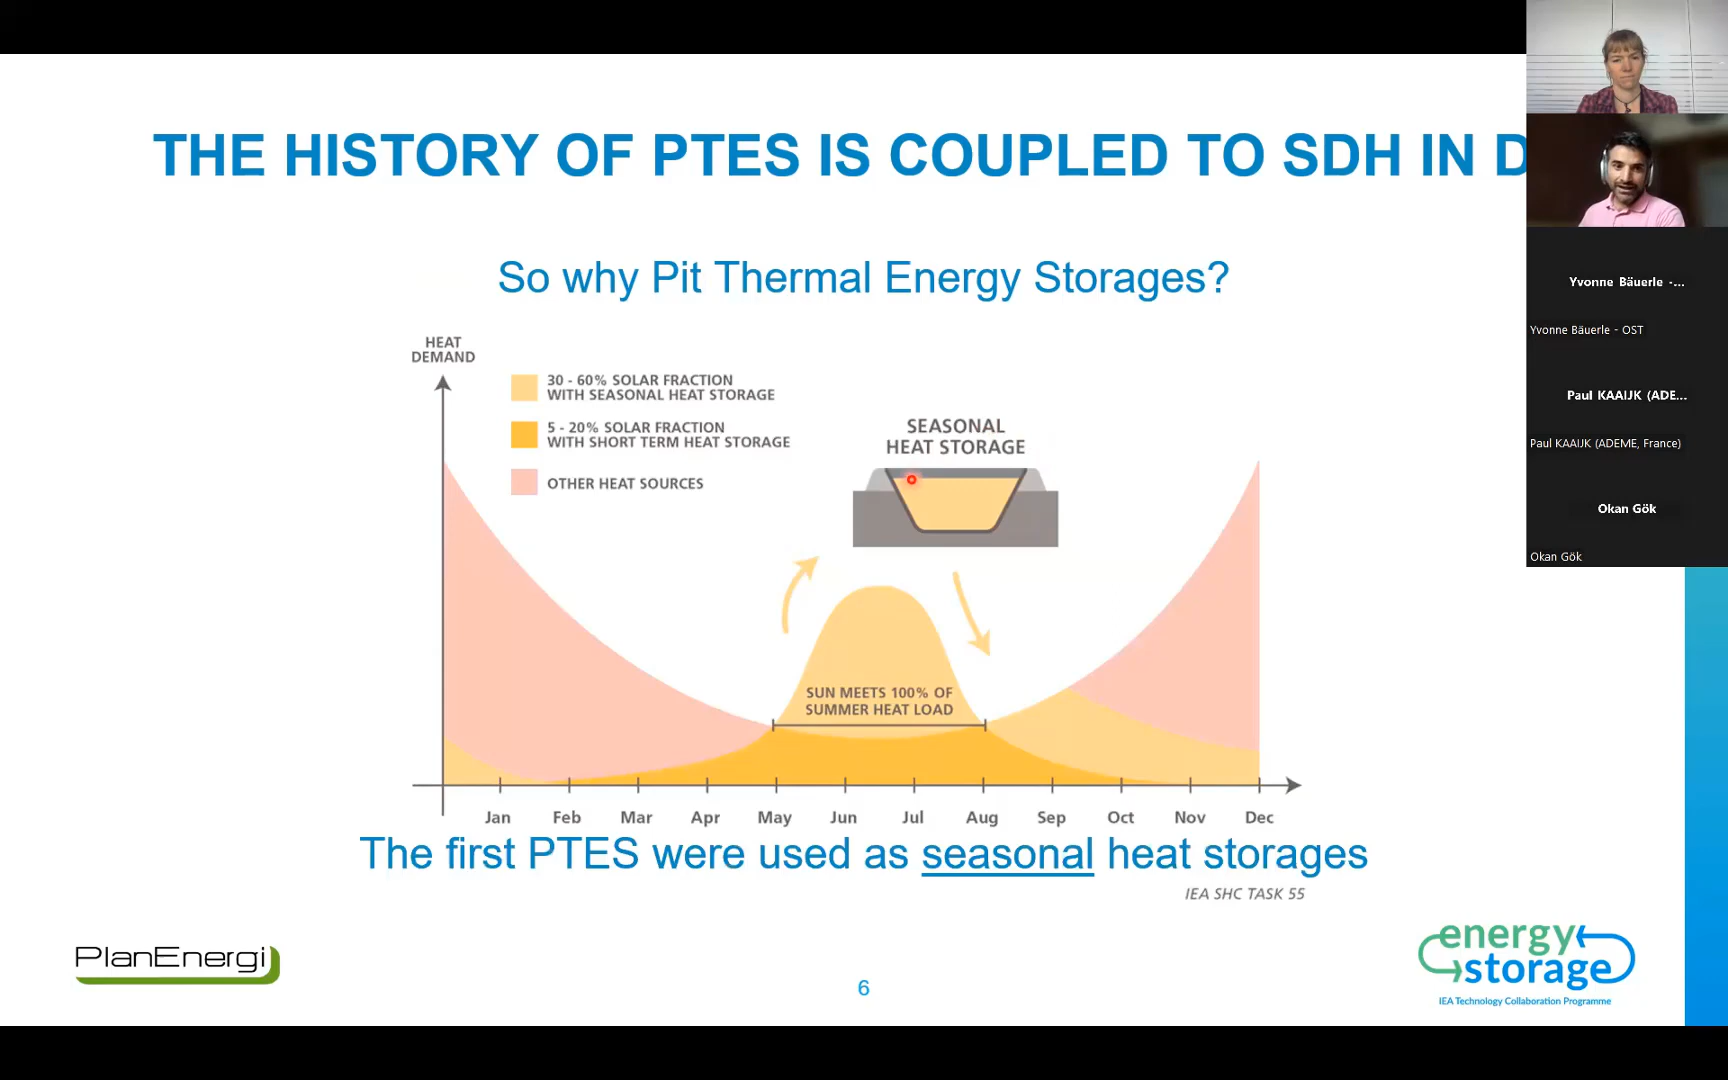 THE HISTORY OF PTES IS COUPLED TO SDH IN D
So why Pit Thermal Energy Storages?
HEAT
DEMAND
30 - 60% SOLAR FRACTION
WITH SEASONAL HEAT STORAGE
5 - 20% SOLAR FRACTION
WITH SHORT TERM HEAT STORAGE
OTHER HEAT SOURCES
SEASONAL
HEAT STORAGE
SUN MEETS 100% OF
SUMMER HEAT LOAD
Jan Feb Mar Apr May Jun Jul Aug Sep Oct Nov Dec
The first PTES were used as seasonal heat storages
IEA SHC TASK 55
PlanEnergi
6
energy
storage
IEA Technology Collaboration Programme
Yvonne Bäuerle -...
Yvonne Bäuerle - OST
Paul KAAIJK (ADE...
Paul KAAIJK (ADEME, France)
Okan Gök
Okan Gök